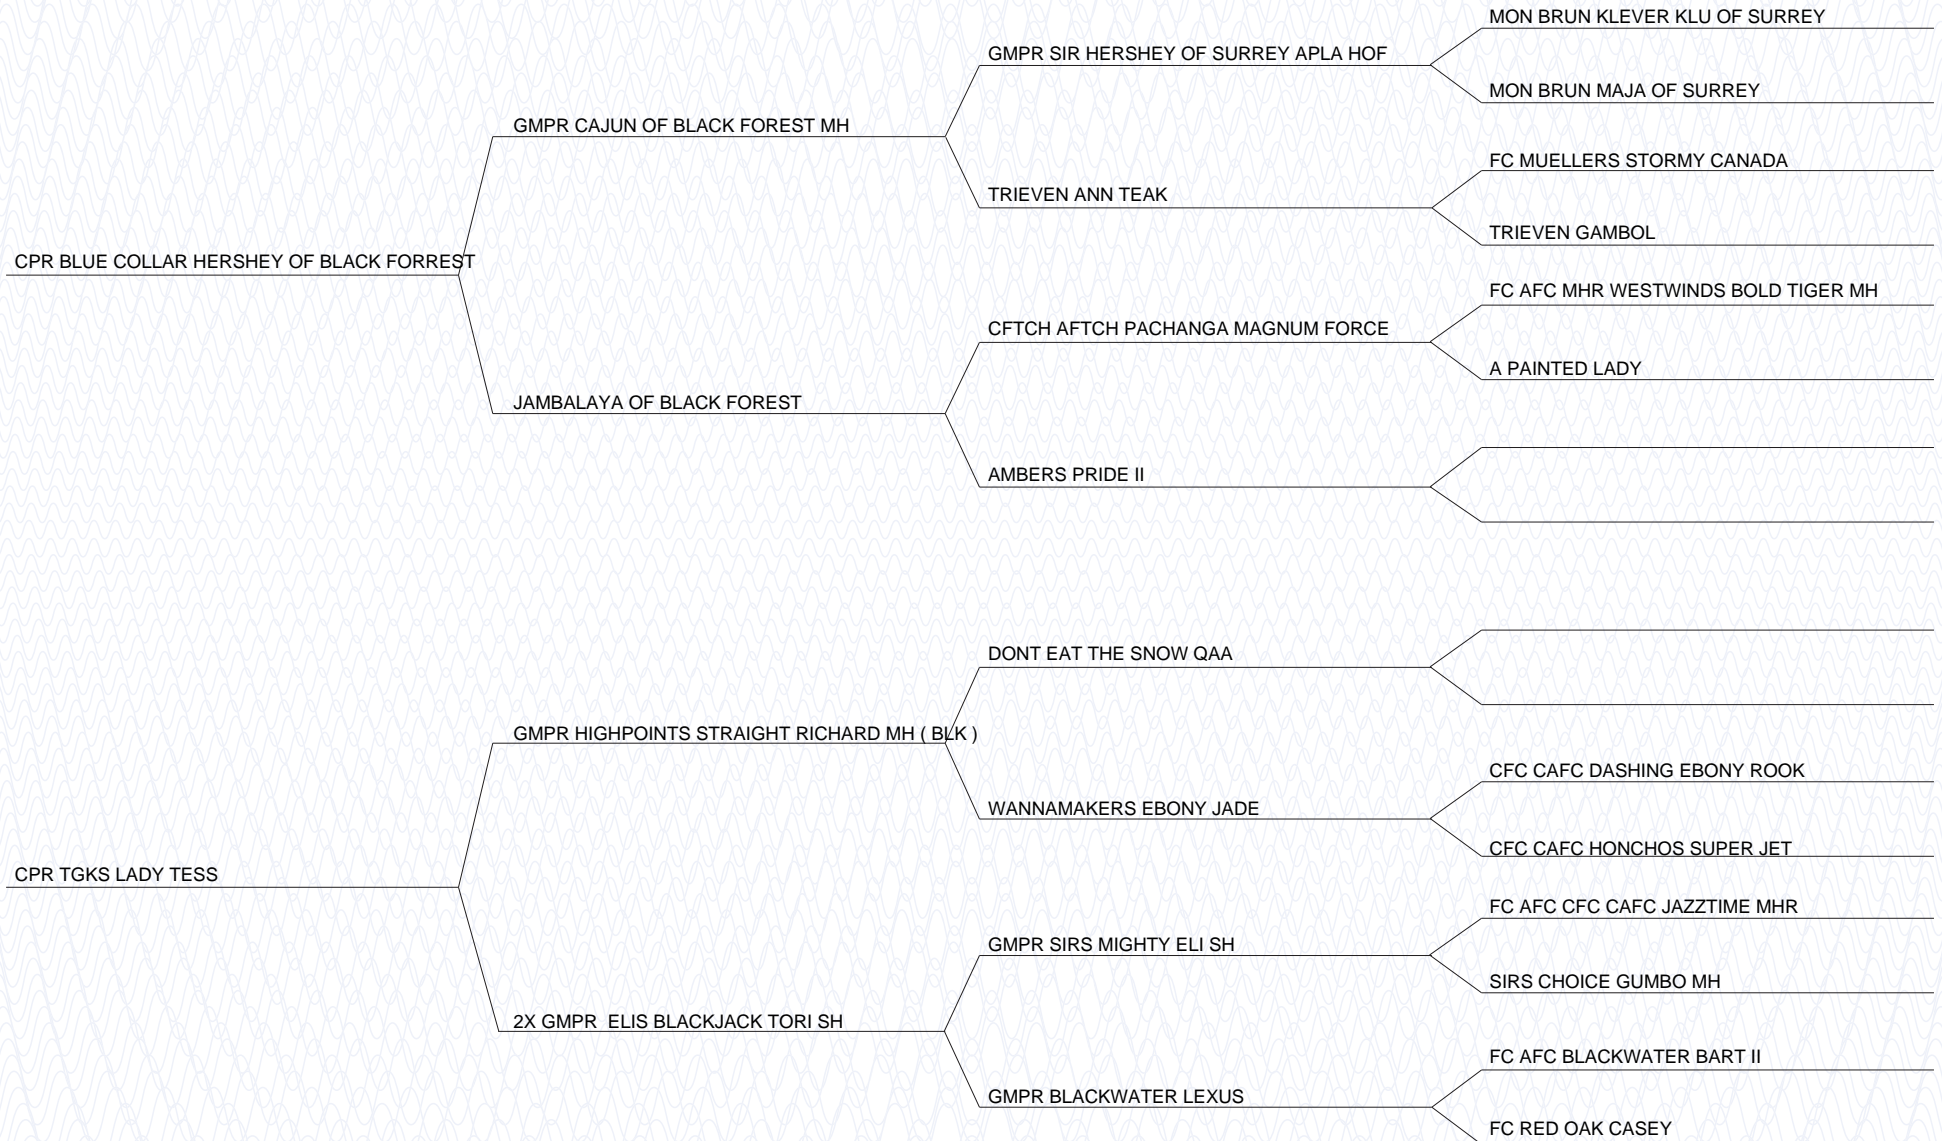 MON BRUN KLEVER KLU OF SURREY
GMPR SIR HERSHEY OF SURREY APLA HOF
MON BRUN MAJA OF SURREY
GMPR CAJUN OF BLACK FOREST MH
FC MUELLERS STORMY CANADA
TRIEVEN ANN TEAK
TRIEVEN GAMBOL
CPR BLUE COLLAR HERSHEY OF BLACK FORREST
FC AFC MHR WESTWINDS BOLD TIGER MH
CFTCH AFTCH PACHANGA MAGNUM FORCE
A PAINTED LADY
JAMBALAYA OF BLACK FOREST
AMBERS PRIDE II
DONT EAT THE SNOW QAA
GMPR HIGHPOINTS STRAIGHT RICHARD MH ( BLK )
CFC CAFC DASHING EBONY ROOK
WANNAMAKERS EBONY JADE
CFC CAFC HONCHOS SUPER JET
CPR TGKS LADY TESS
FC AFC CFC CAFC JAZZTIME MHR
GMPR SIRS MIGHTY ELI SH
SIRS CHOICE GUMBO MH
2X GMPR  ELIS BLACKJACK TORI SH
FC AFC BLACKWATER BART II
GMPR BLACKWATER LEXUS
FC RED OAK CASEY